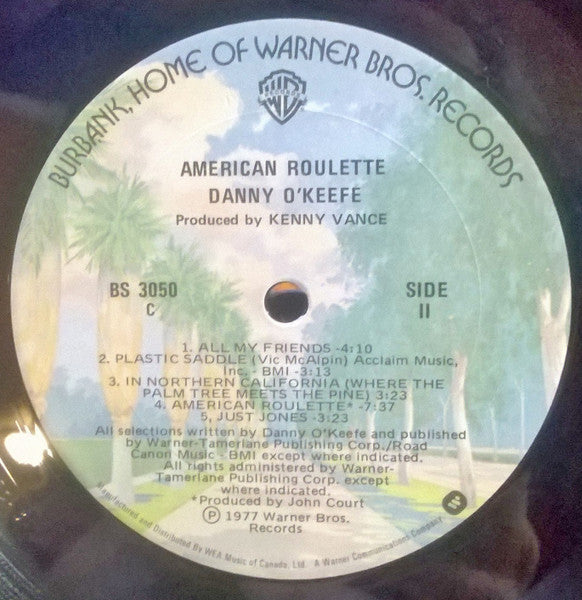 BURBANK, HOME OF WARNER BROS. RECORDS
AMERICAN ROULETTE
DANNY O'KEEFE
Produced by KENNY VANCE
BS 3050
C
SIDE
II
1. ALL MY FRIENDS -4:10
2. PLASTIC SADDLE (Vic McAlpin) Acclaim Music,
Inc. - BMI -3:13
3. IN NORTHERN CALIFORNIA (WHERE THE
PALM TREE MEETS THE PINE) -3:23
4. AMERICAN ROULETTE* -7:37
5, JUST JONES -3:23
All selections written by Danny O'Keefe and published
by Warner-Tamerlane Publishing Corp./Road
Canon Music - BMI except where indicated.
All rights administered by Warner-
Tamerlane Publishing Corp. except
where indicated.
*Produced by John Court
Ⓟ 1977 Warner Bros.
Records
Manufactured and Distributed By WEA Music of Canada, Ltd. A Warner Communications Company